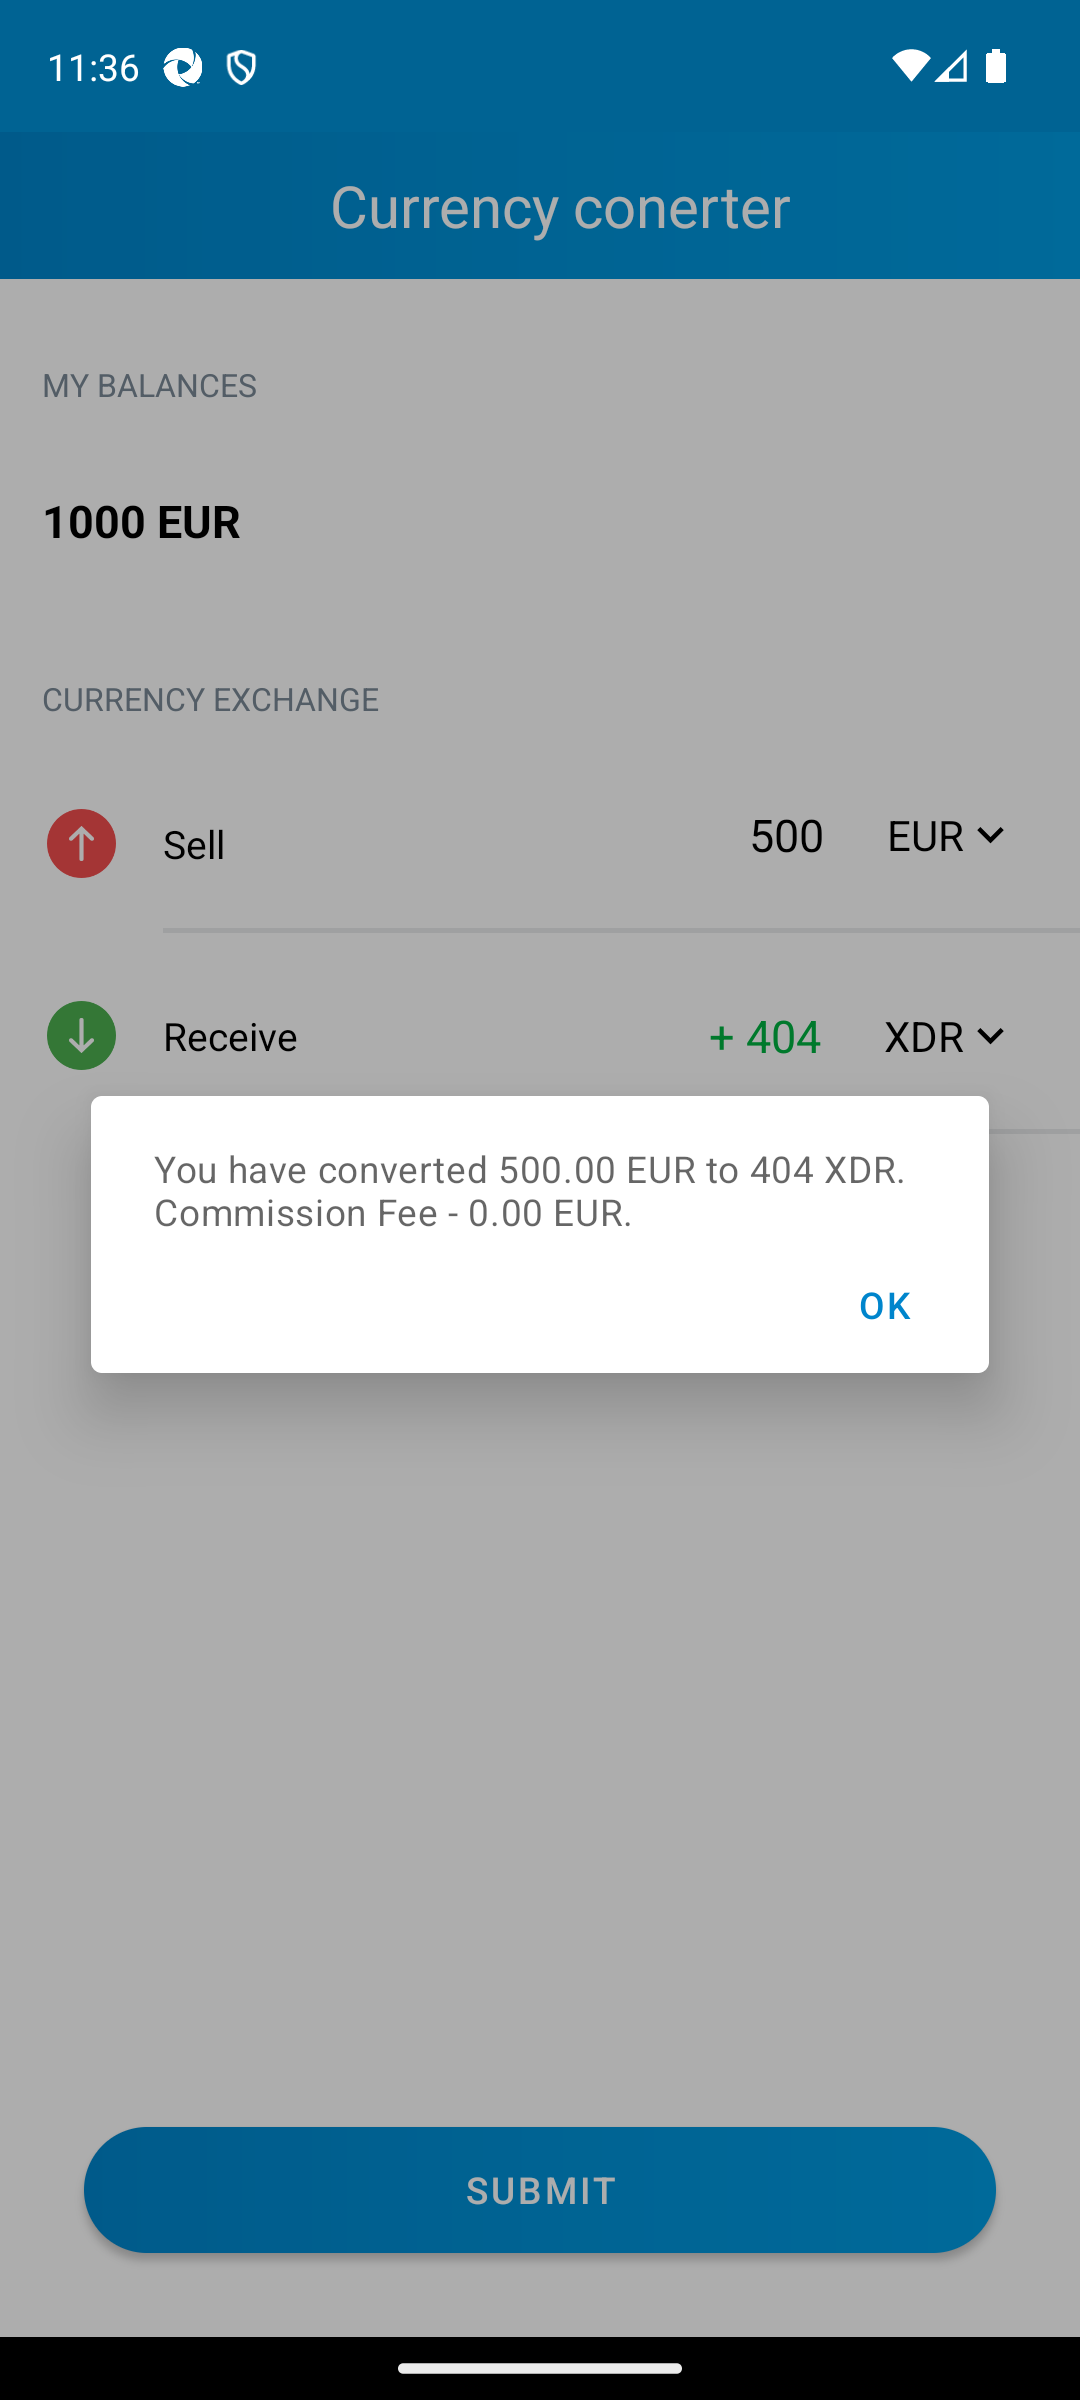 11:36
Currency conerter
MY BALANCES
1000 EUR
CURRENCY EXCHANGE
Sell 500 EUR
Receive + 404 XDR
You have converted 500.00 EUR to 404 XDR.
Commission Fee - 0.00 EUR.
OK
SUBMIT